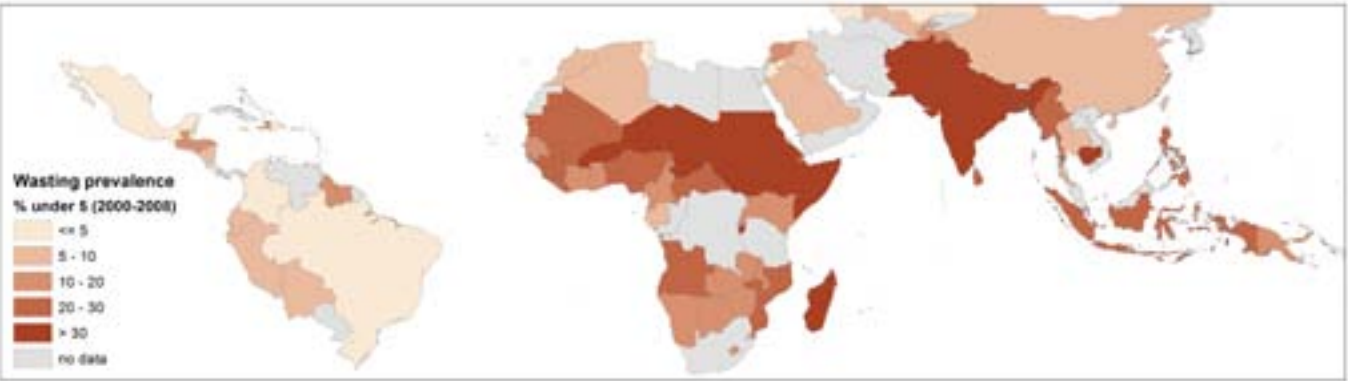 Wasting prevalence
% under 5 (2000-2008)
<= 5
5 - 10
10 - 20
20 - 30
> 30
no data